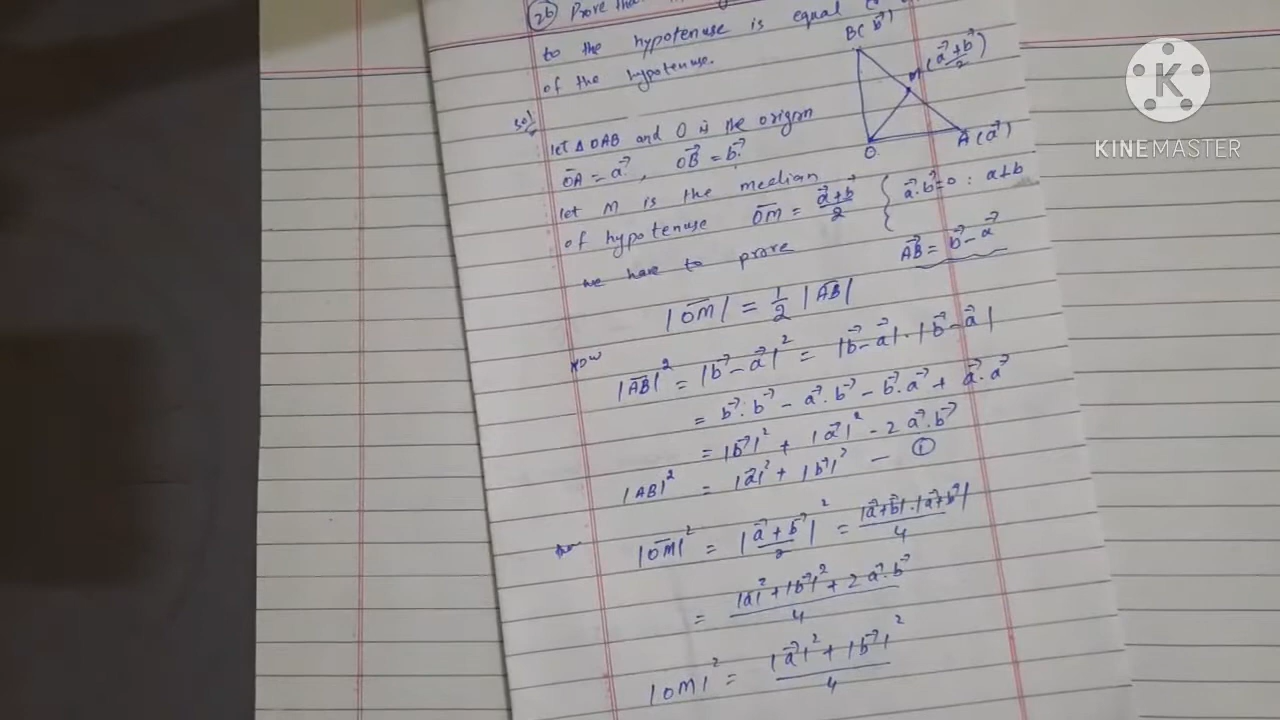 2b) Prove that
to the hypotenuse is equal
of the hypotenuse.
B(b⃗)
M (a⃗+b⃗)/2
O
A(a⃗)
Sol
let Δ OAB and O is the origin
OA = a⃗, OB⃗ = b⃗
let M is the median
of hypotenuse OM = (a⃗+b)/2
{ a⃗.b⃗=0 : a⊥b
AB⃗ = b⃗-a⃗
we have to prove
|OM| = 1/2 |AB|
now
|AB|² = |b⃗-a⃗|² = |b⃗-a⃗|.|b⃗-a⃗|
= b⃗.b⃗ - a⃗.b⃗ - b⃗.a⃗ + a⃗.a⃗
= |b⃗|² + |a⃗|² - 2a⃗.b⃗
|AB|² = |a⃗|² + |b⃗|² — ①
|OM|² = |(a⃗+b⃗)/2|² = |a⃗+b⃗|.|a⃗+b⃗|/4
= (|a|²+|b⃗|²+2a⃗.b⃗)/4
|OM|² = (|a⃗|²+|b⃗|²)/4
K
KINEMASTER